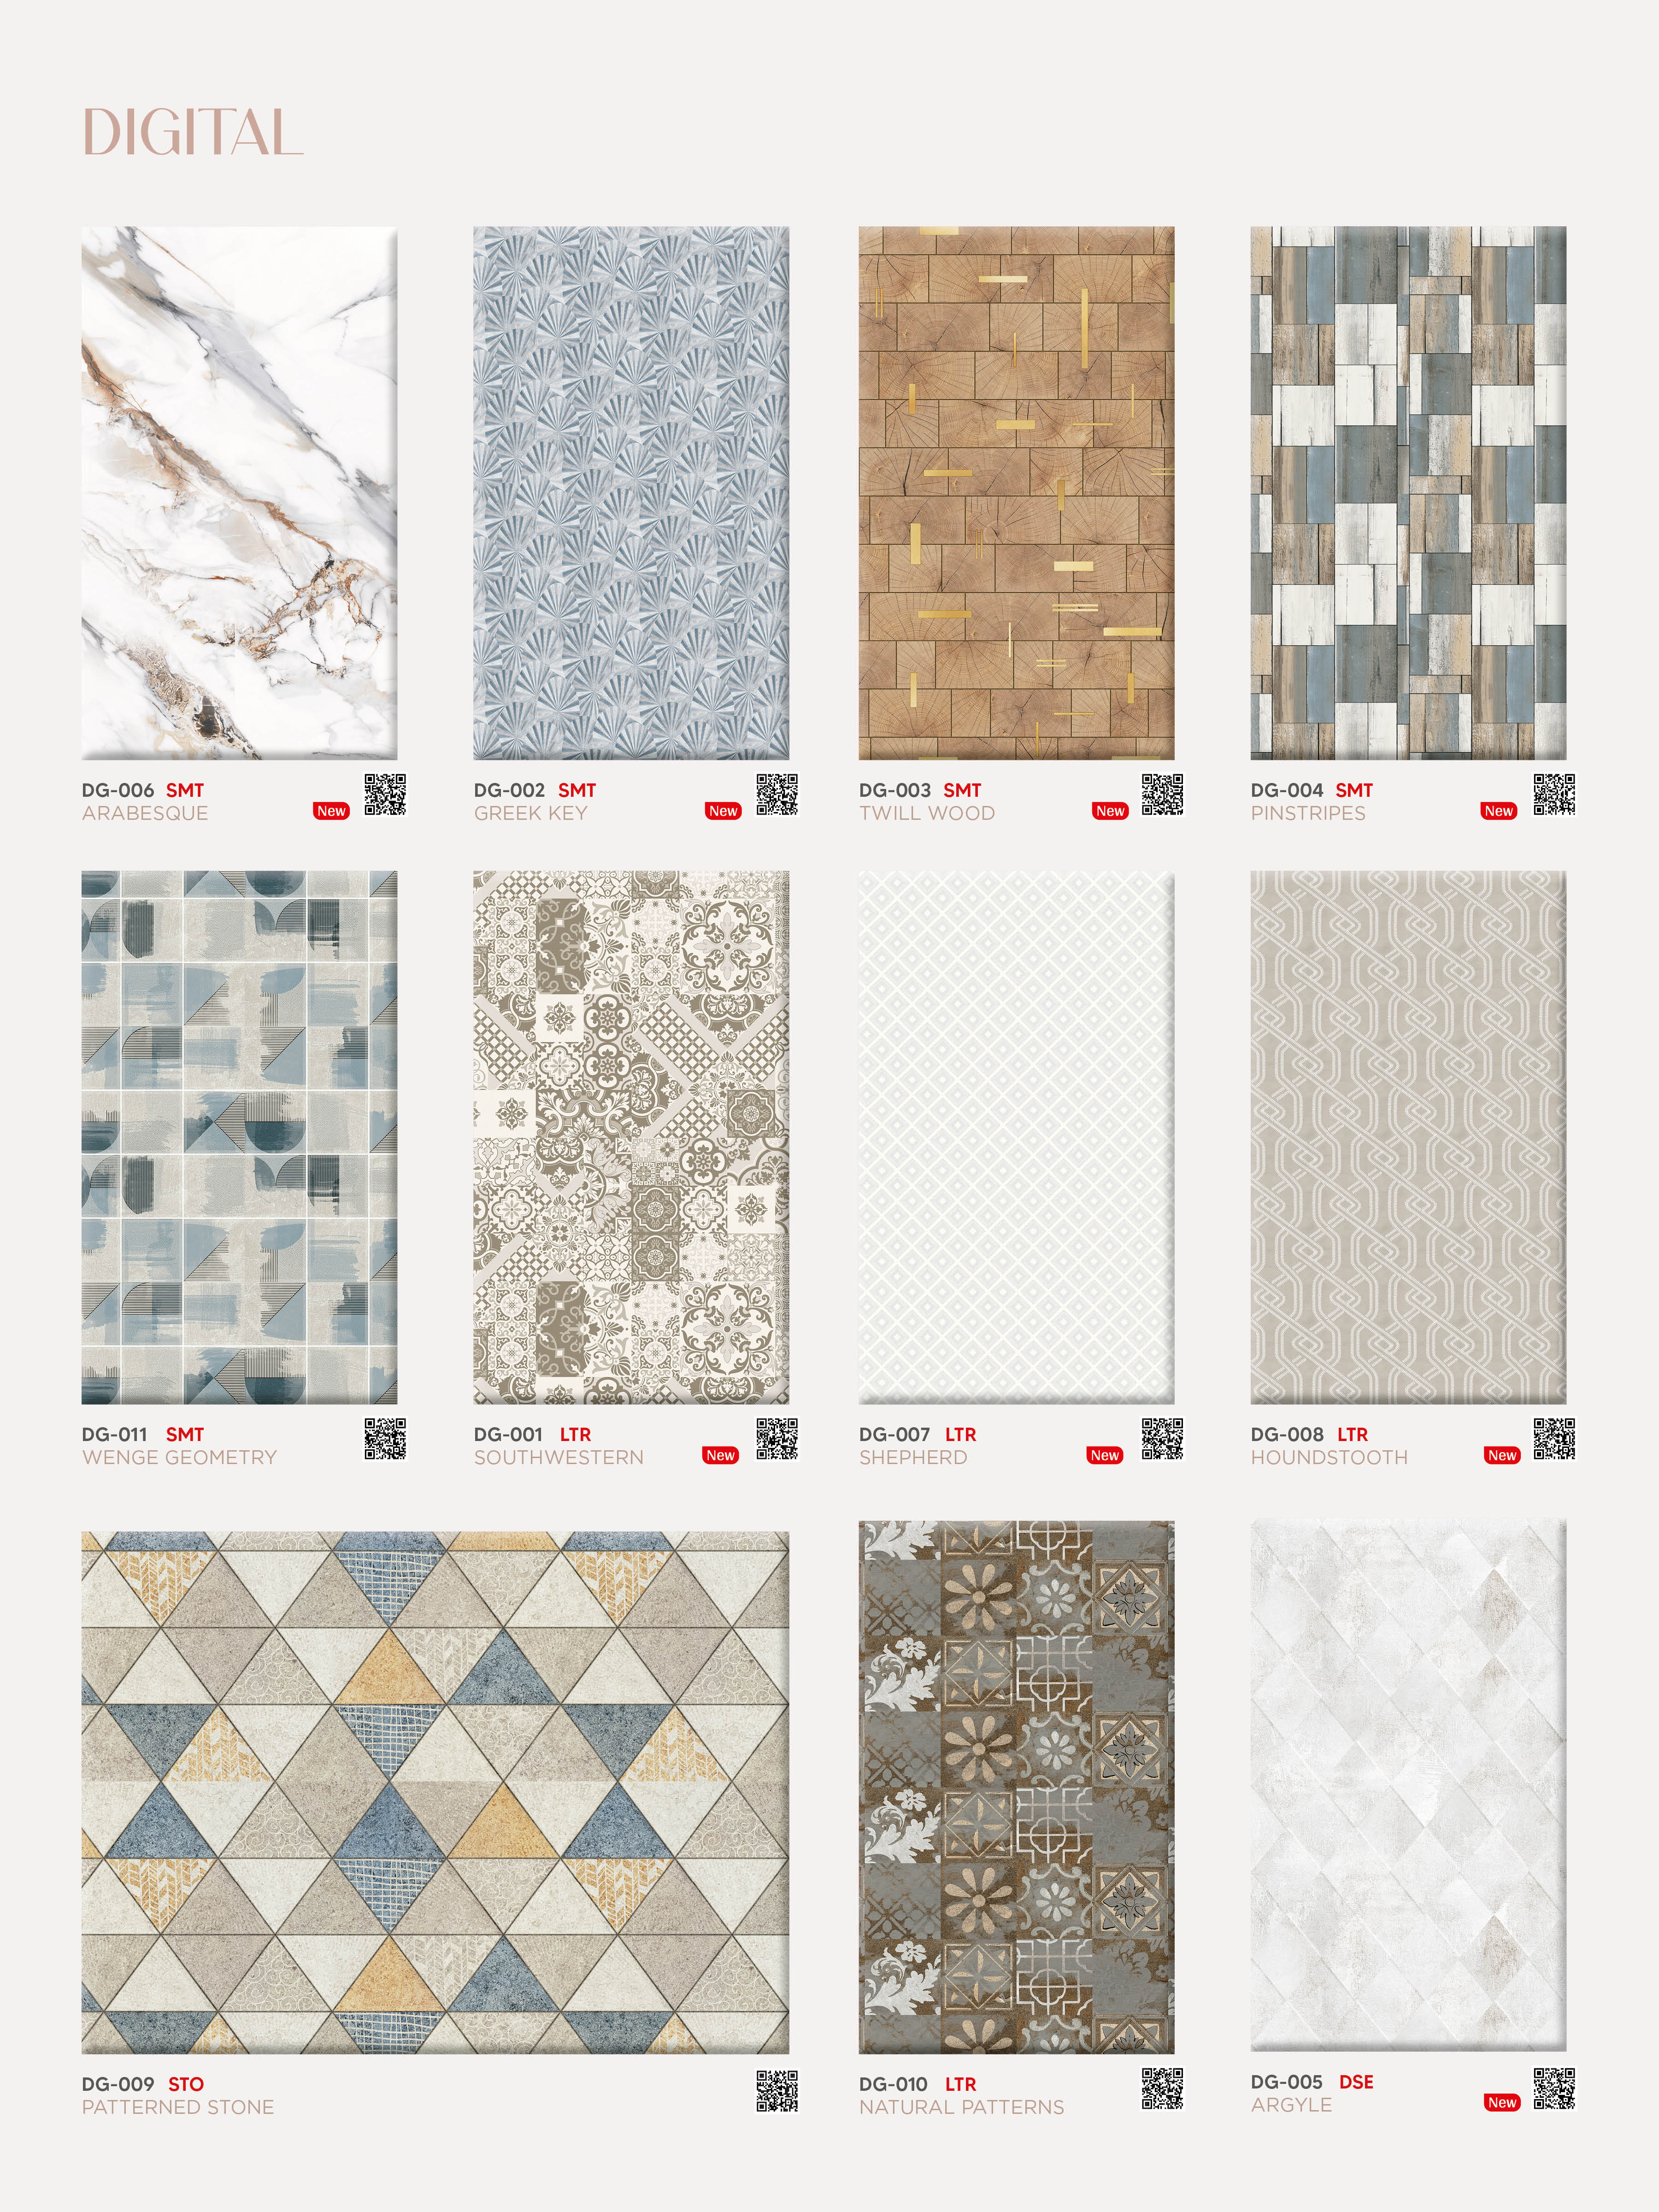 DIGITAL
DG-006 SMT
ARABESQUE
New
DG-002 SMT
GREEK KEY
New
DG-003 SMT
TWILL WOOD
New
DG-004 SMT
PINSTRIPES
New
DG-011 SMT
WENGE GEOMETRY
DG-001 LTR
SOUTHWESTERN
New
DG-007 LTR
SHEPHERD
New
DG-008 LTR
HOUNDSTOOTH
New
DG-009 STO
PATTERNED STONE
DG-010 LTR
NATURAL PATTERNS
DG-005 DSE
ARGYLE
New